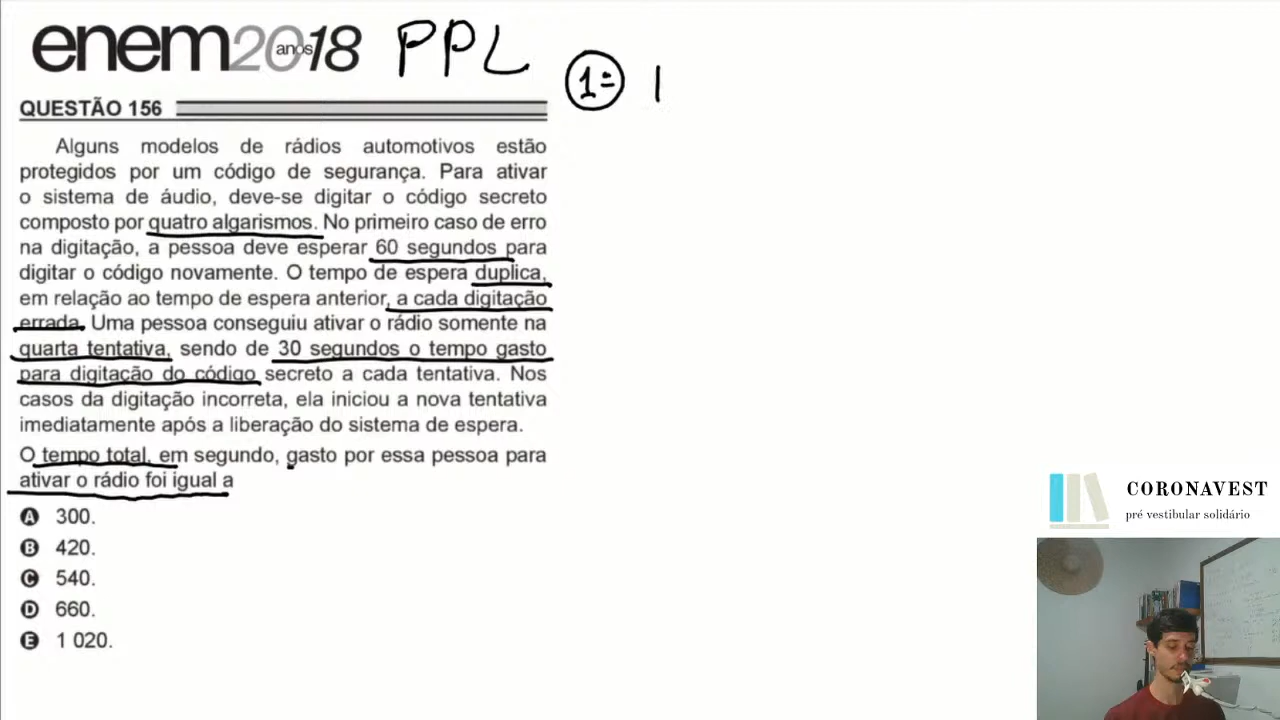 enem20anos18 PPL
1= |
QUESTÃO 156
Alguns modelos de rádios automotivos estão
protegidos por um código de segurança. Para ativar
o sistema de áudio, deve-se digitar o código secreto
composto por quatro algarismos. No primeiro caso de erro
na digitação, a pessoa deve esperar 60 segundos para
digitar o código novamente. O tempo de espera duplica,
em relação ao tempo de espera anterior, a cada digitação
errada. Uma pessoa conseguiu ativar o rádio somente na
quarta tentativa, sendo de 30 segundos o tempo gasto
para digitação do código secreto a cada tentativa. Nos
casos da digitação incorreta, ela iniciou a nova tentativa
imediatamente após a liberação do sistema de espera.
O tempo total, em segundo, gasto por essa pessoa para
ativar o rádio foi igual a
A 300.
B 420.
C 540.
D 660.
E 1 020.
CORONAVEST
pré vestibular solidário